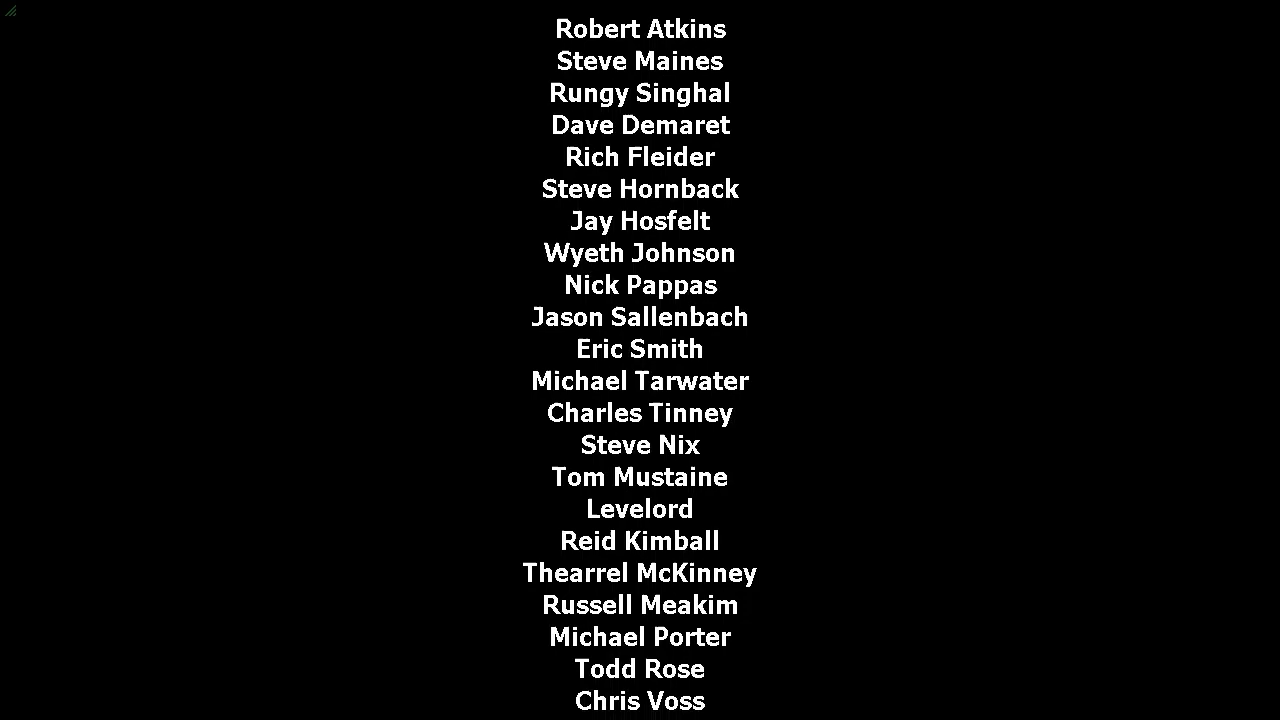 Robert Atkins
Steve Maines
Rungy Singhal
Dave Demaret
Rich Fleider
Steve Hornback
Jay Hosfelt
Wyeth Johnson
Nick Pappas
Jason Sallenbach
Eric Smith
Michael Tarwater
Charles Tinney
Steve Nix
Tom Mustaine
Levelord
Reid Kimball
Thearrel McKinney
Russell Meakim
Michael Porter
Todd Rose
Chris Voss